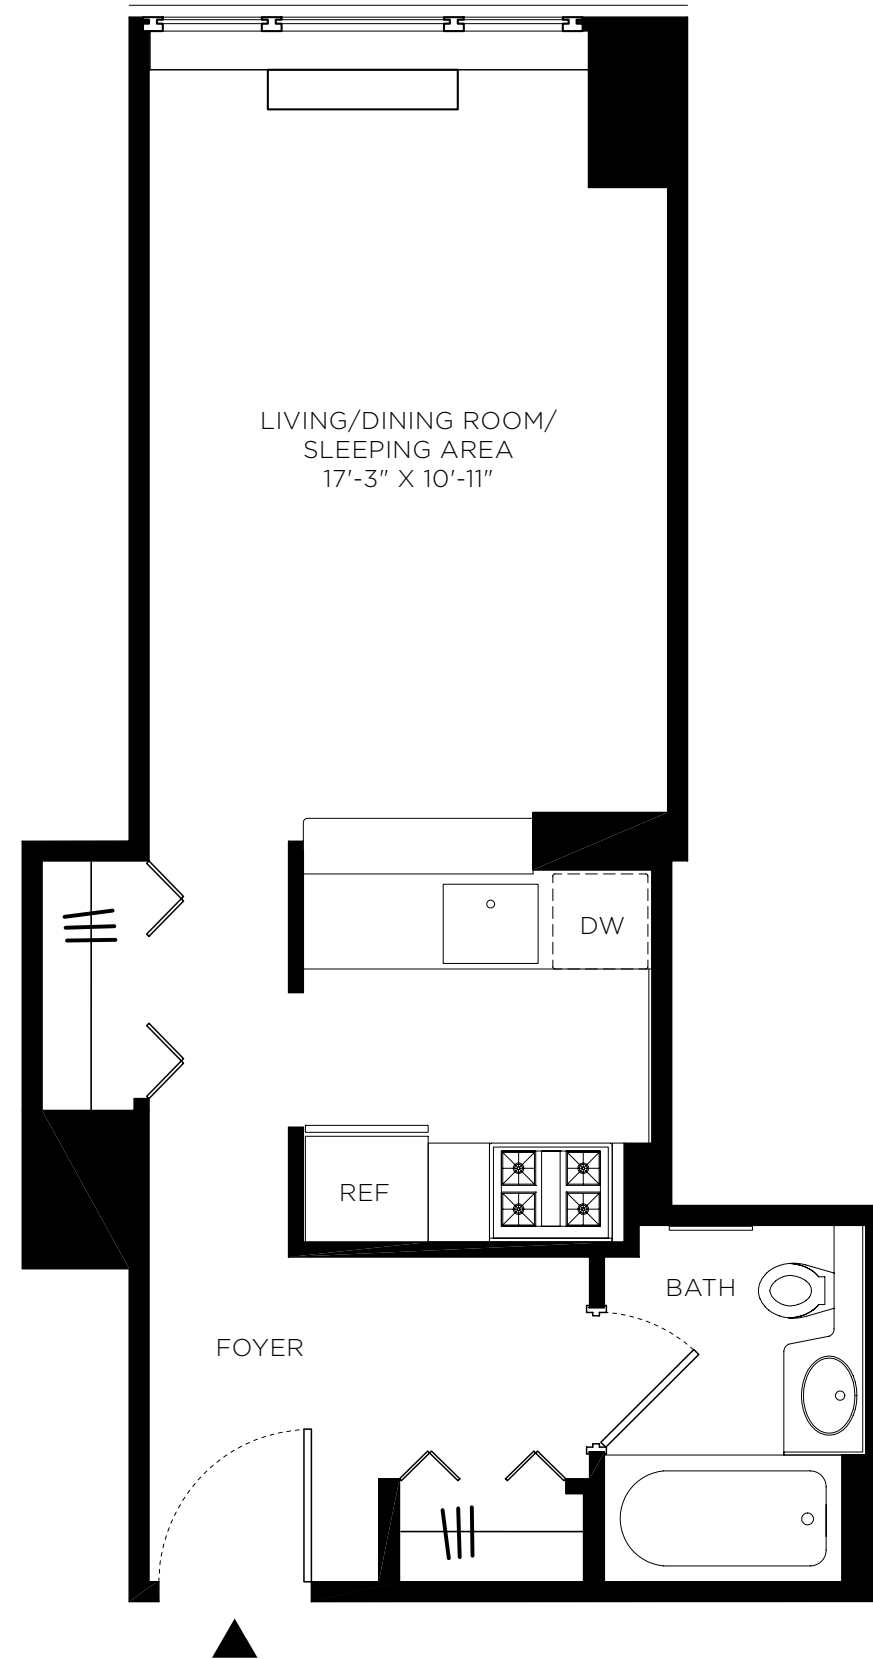 LIVING/DINING ROOM/
SLEEPING AREA
17'-3" X 10'-11"
DW
REF
BATH
FOYER